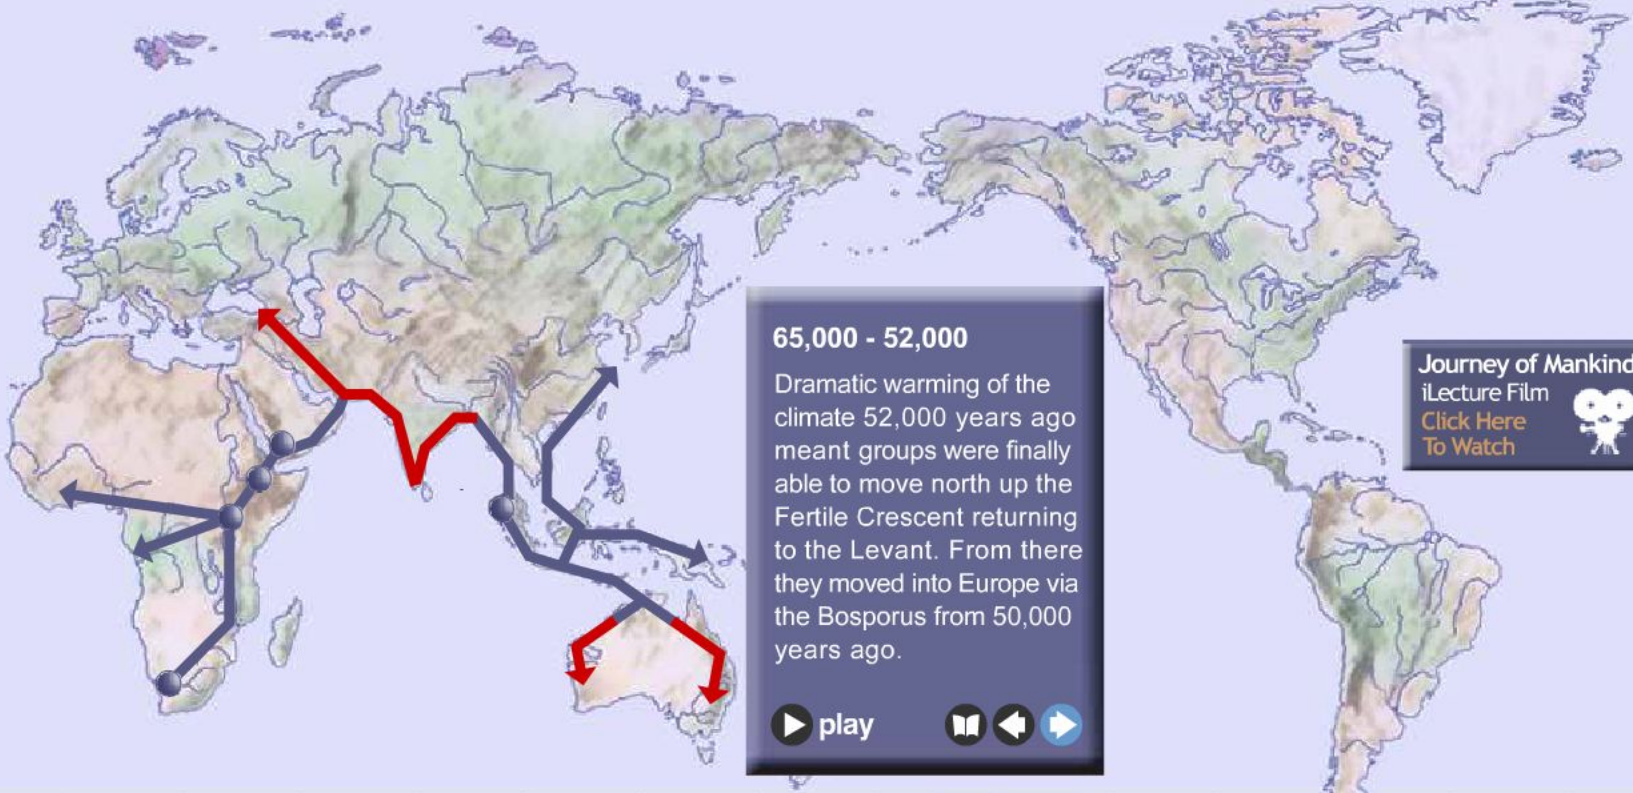 65,000 - 52,000
Dramatic warming of the
climate 52,000 years ago
meant groups were finally
able to move north up the
Fertile Crescent returning
to the Levant. From there
they moved into Europe via
the Bosporus from 50,000
years ago.
play
Journey of Mankind
iLecture Film
Click Here
To Watch